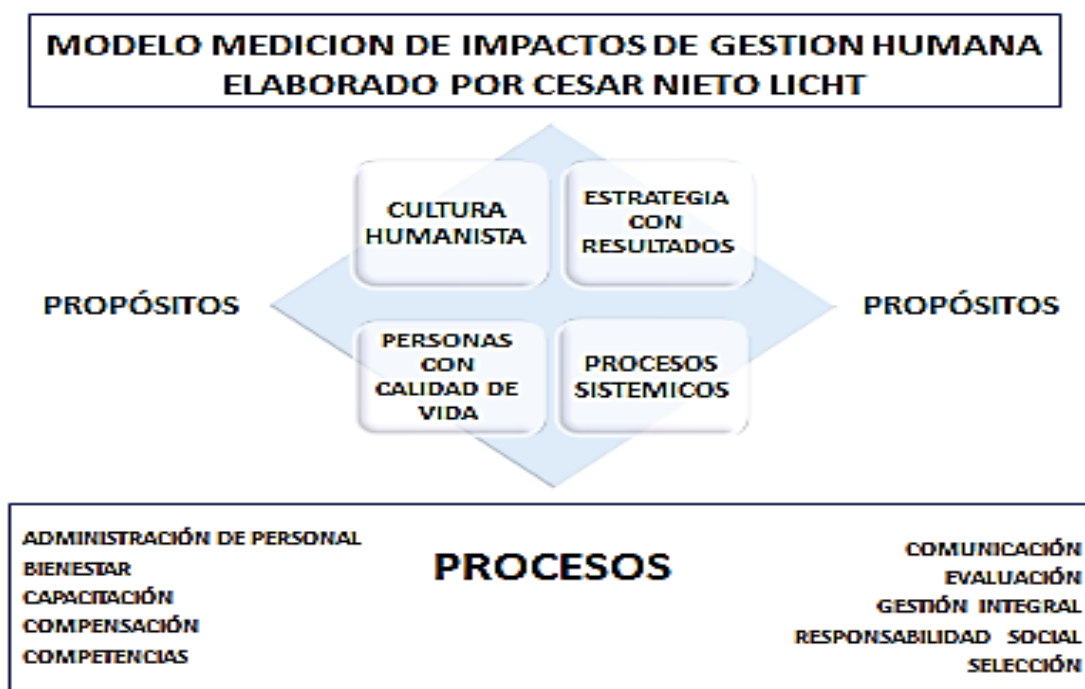 MODELO MEDICION DE IMPACTOS DE GESTION HUMANA
ELABORADO POR CESAR NIETO LICHT
CULTURA
HUMANISTA
ESTRATEGIA
CON
RESULTADOS
PROPÓSITOS
PROPÓSITOS
PERSONAS
CON
CALIDAD DE
VIDA
PROCESOS
SISTEMICOS
ADMINISTRACIÓN DE PERSONAL
BIENESTAR
CAPACITACIÓN
COMPENSACIÓN
COMPETENCIAS
PROCESOS
COMUNICACIÓN
EVALUACIÓN
GESTIÓN INTEGRAL
RESPONSABILIDAD SOCIAL
SELECCIÓN